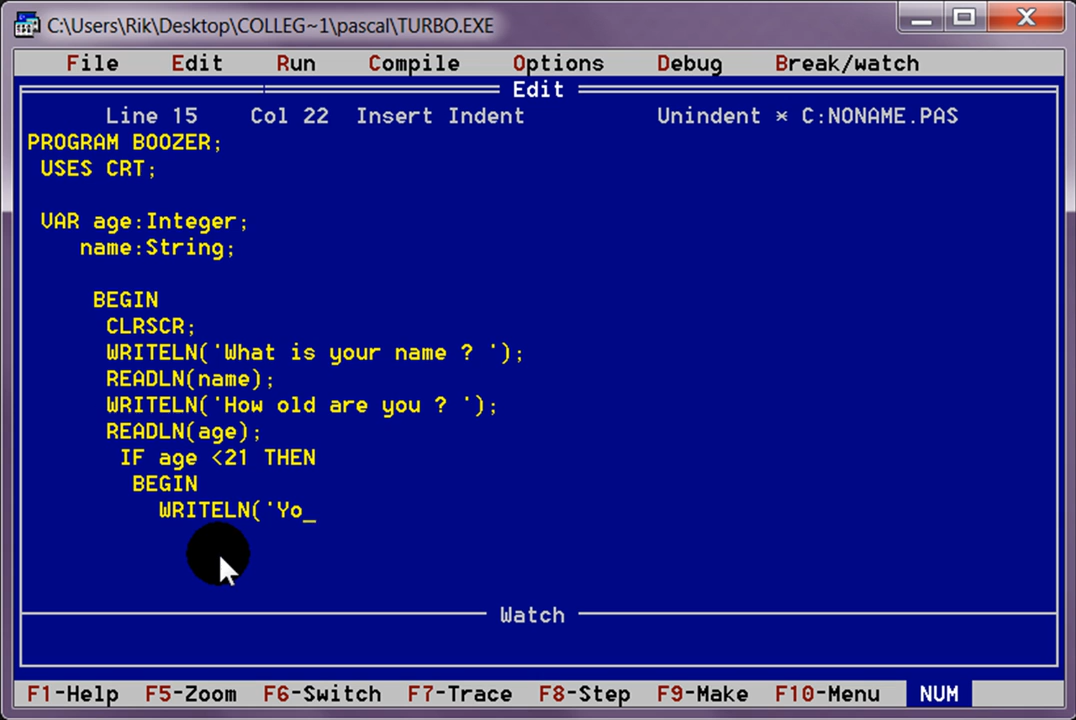 C:\Users\Rik\Desktop\COLLEG~1\pascal\TURBO.EXE
File Edit Run Compile Options Debug Break/watch
Edit
Line 15 Col 22 Insert Indent Unindent * C:NONAME.PAS
PROGRAM BOOZER;
USES CRT;
VAR age:Integer;
name:String;
BEGIN
CLRSCR;
WRITELN('What is your name ? ');
READLN(name);
WRITELN('How old are you ? ');
READLN(age);
IF age <21 THEN
BEGIN
WRITELN('Yo_
Watch
F1-Help F5-Zoom F6-Switch F7-Trace F8-Step F9-Make F10-Menu NUM